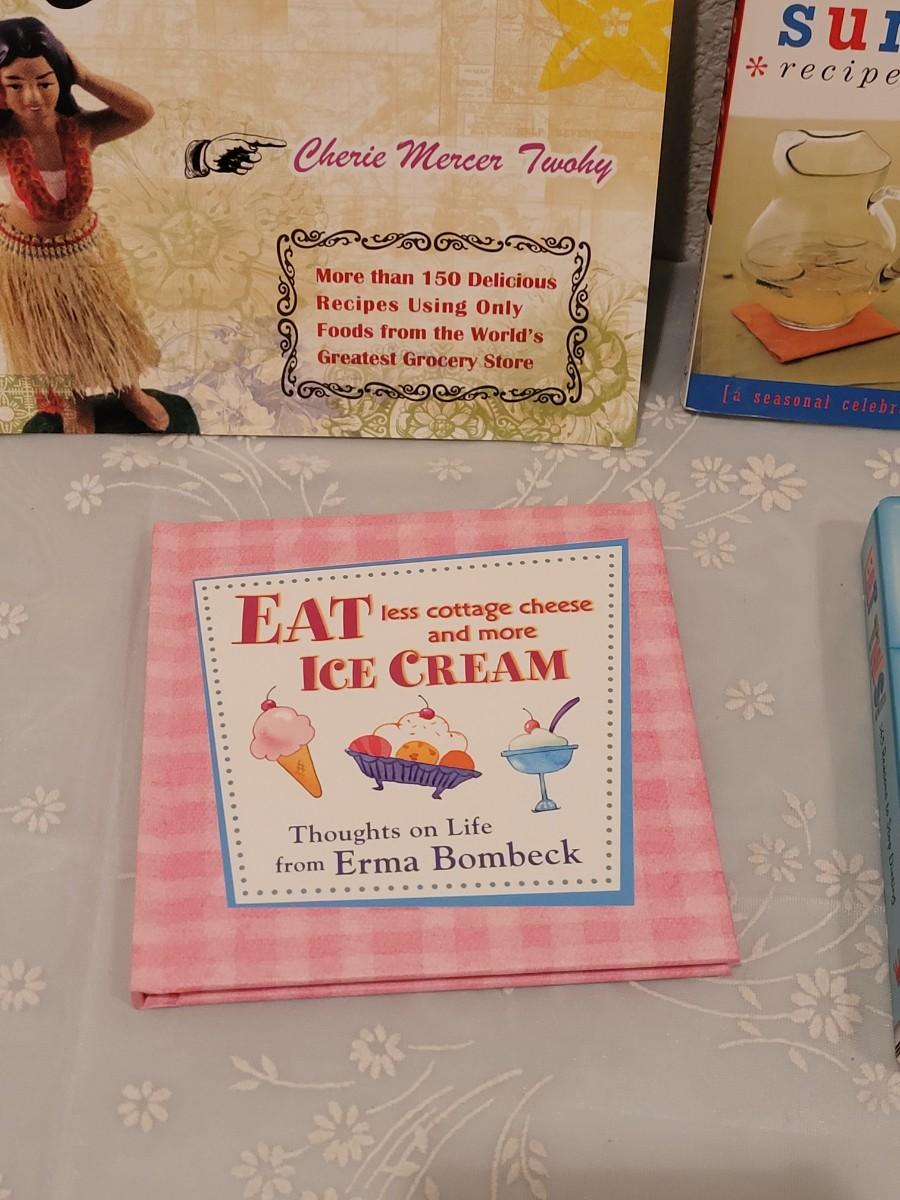 Cherie Mercer Twohy
More than 150 Delicious
Recipes Using Only
Foods from the World's
Greatest Grocery Store
* recipe
[a seasonal celebr
EAT less cottage cheese
and more
ICE CREAM
Thoughts on Life
from Erma Bombeck